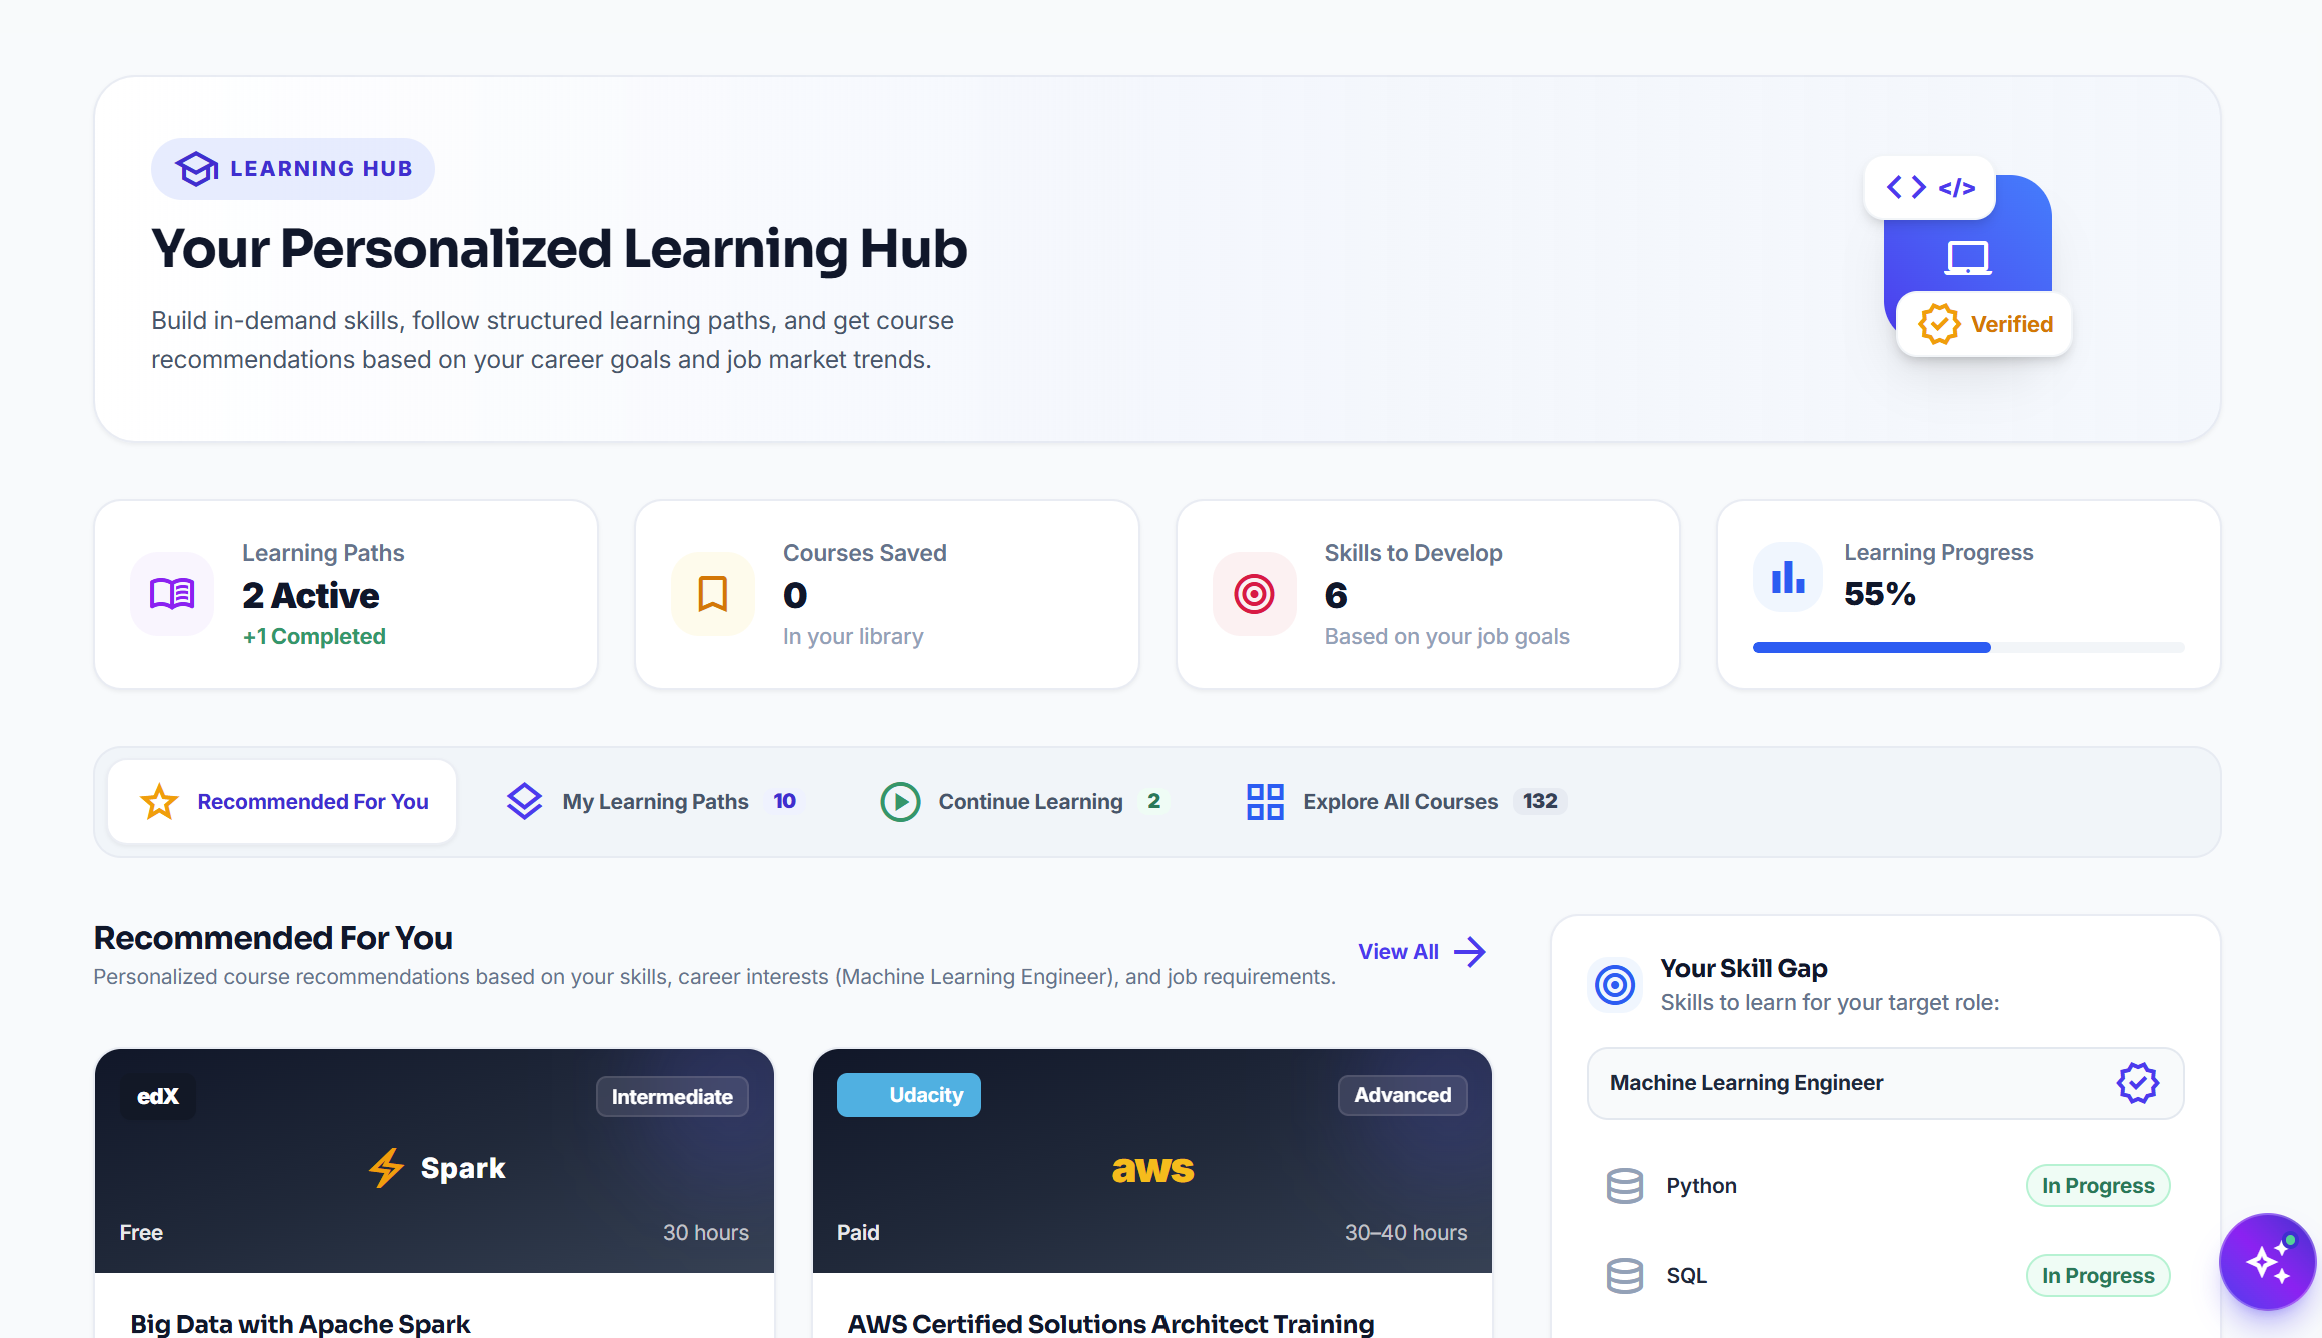 LEARNING HUB
Your Personalized Learning Hub
Build in-demand skills, follow structured learning paths, and get course
recommendations based on your career goals and job market trends.
</>
Verified
Learning Paths
2 Active
+1 Completed
Courses Saved
0
In your library
Skills to Develop
6
Based on your job goals
Learning Progress
55%
Recommended For You
My Learning Paths 10
Continue Learning 2
Explore All Courses 132
Recommended For You
Personalized course recommendations based on your skills, career interests (Machine Learning Engineer), and job requirements.
View All
edX
Intermediate
Spark
Free
30 hours
Big Data with Apache Spark
Udacity
Advanced
aws
Paid
30–40 hours
AWS Certified Solutions Architect Training
Your Skill Gap
Skills to learn for your target role:
Machine Learning Engineer
Python
In Progress
SQL
In Progress